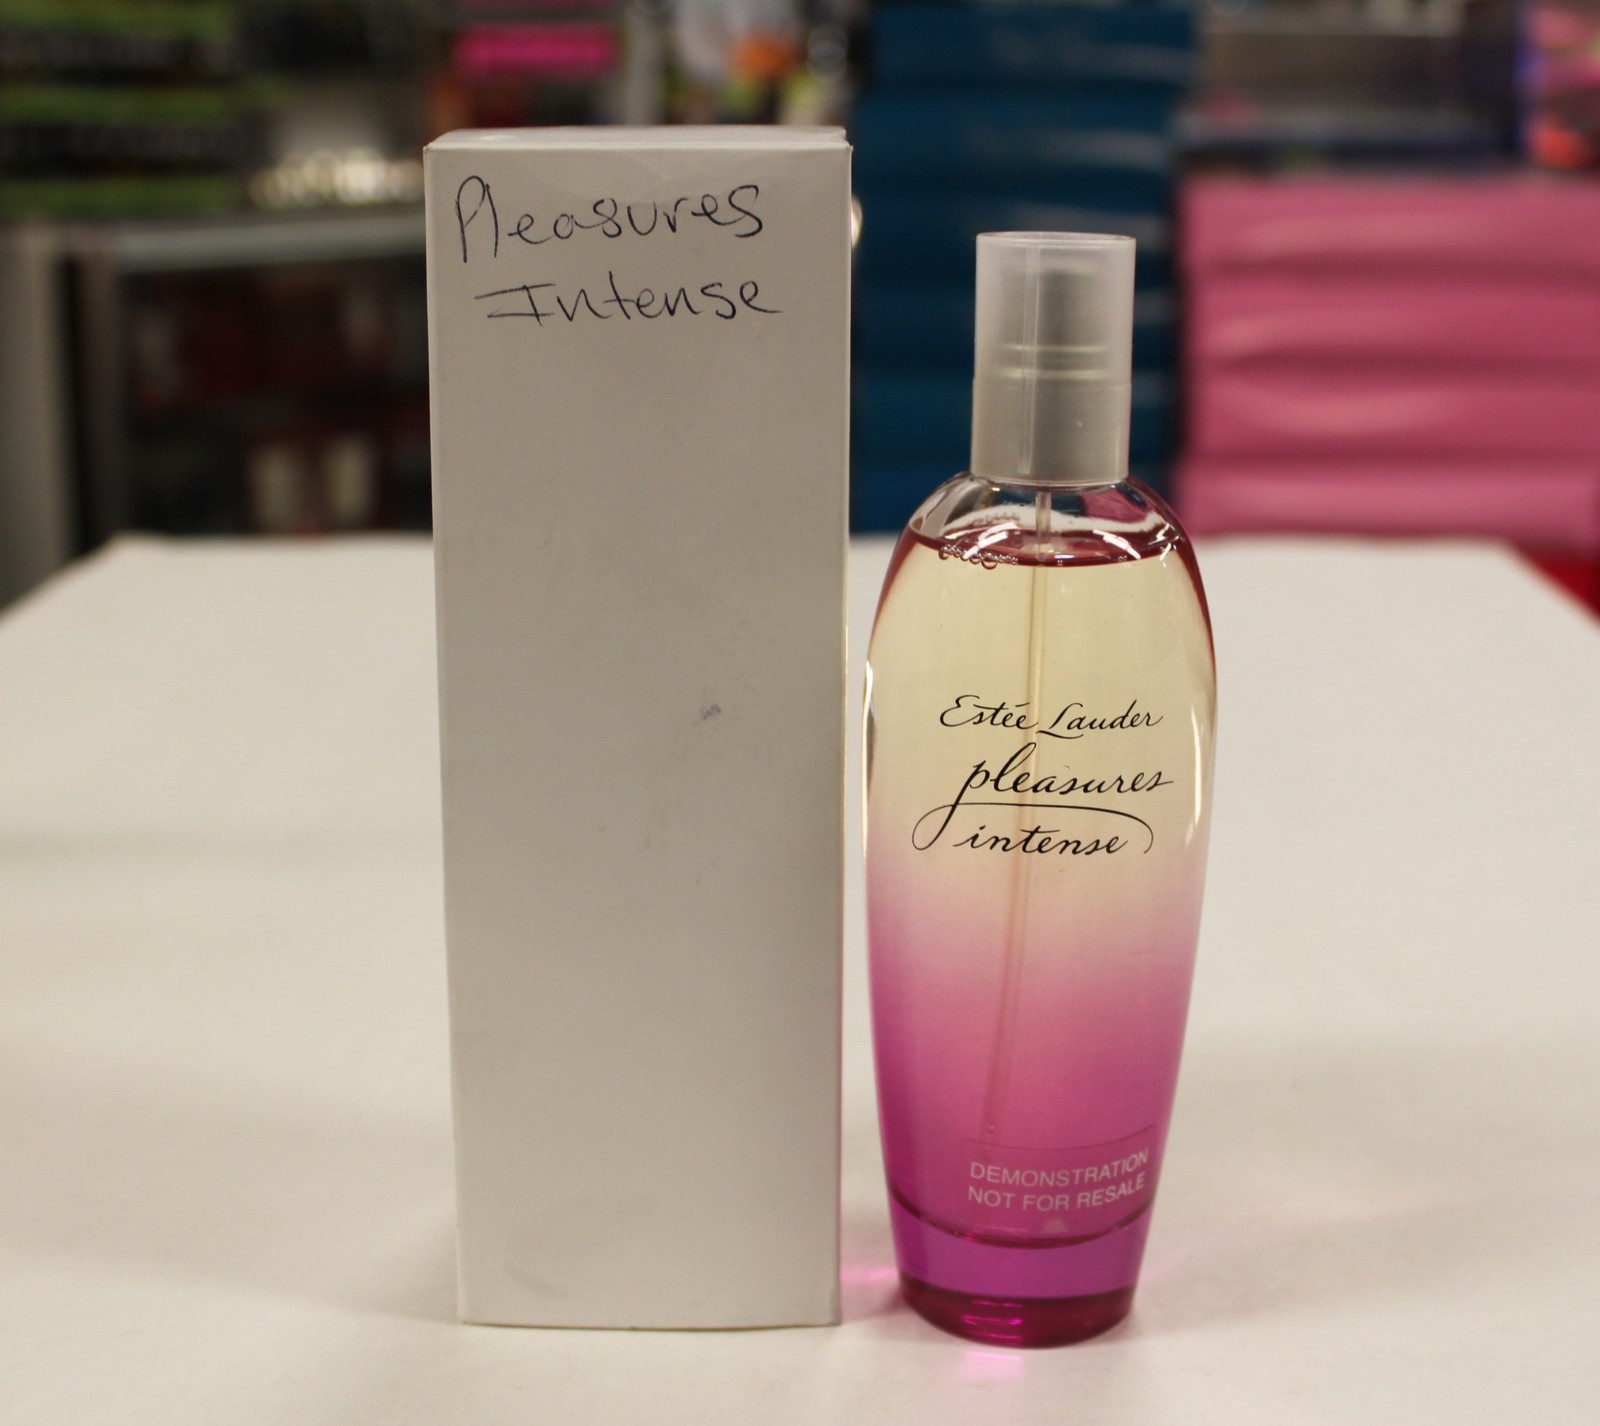 Pleasures
Intense
Estée Lauder
pleasures
intense
DEMONSTRATION
NOT FOR RESALE